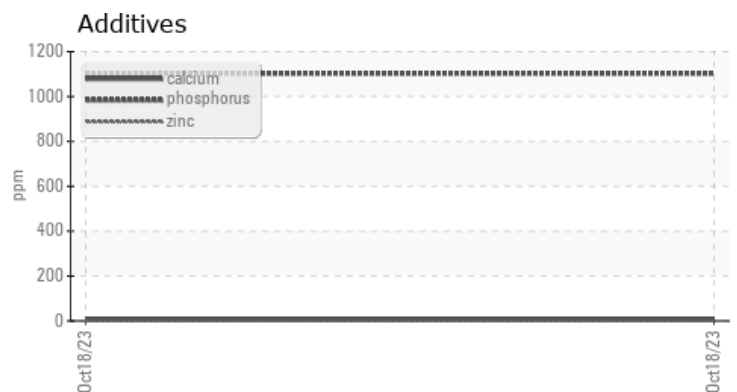 Additives
1200
1000
800
600
400
200
0
ppm
calcium
phosphorus
zinc
Oct18/23
Oct18/23